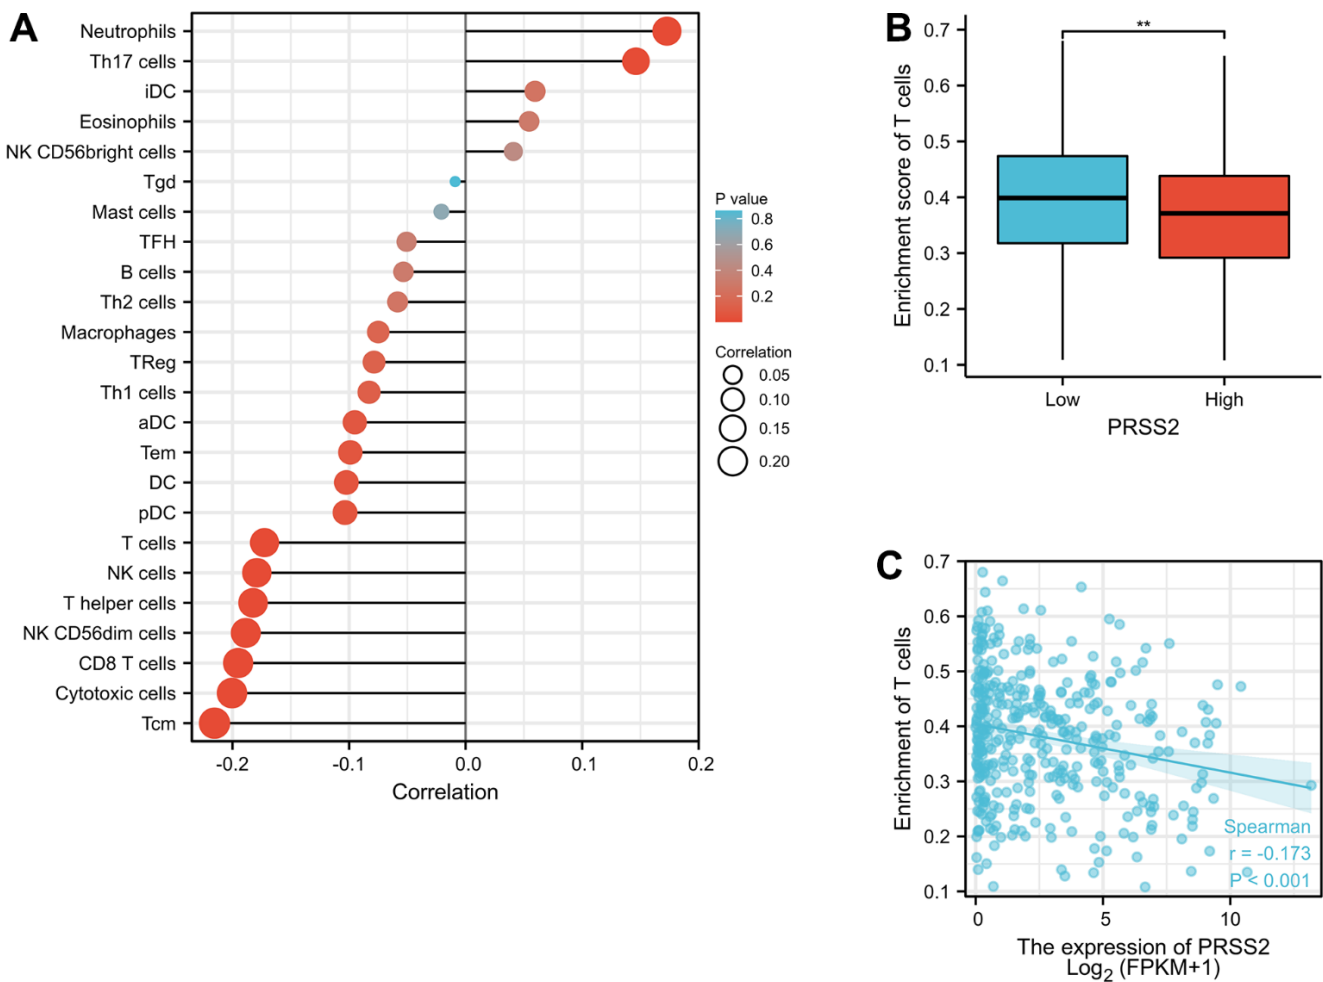 A
Neutrophils
Th17 cells
iDC
Eosinophils
NK CD56bright cells
Tgd
Mast cells
TFH
B cells
Th2 cells
Macrophages
TReg
Th1 cells
aDC
Tem
DC
pDC
T cells
NK cells
T helper cells
NK CD56dim cells
CD8 T cells
Cytotoxic cells
Tcm
-0.2 -0.1 0.0 0.1 0.2
Correlation
P value
0.8
0.6
0.4
0.2
Correlation
0.05
0.10
0.15
0.20
B
Enrichment score of T cells
0.7
0.6
0.5
0.4
0.3
0.2
0.1
**
Low High
PRSS2
C
Enrichment of T cells
0.7
0.6
0.5
0.4
0.3
0.2
0.1
Spearman
r = -0.173
P < 0.001
0 5 10
The expression of PRSS2
Log2 (FPKM+1)